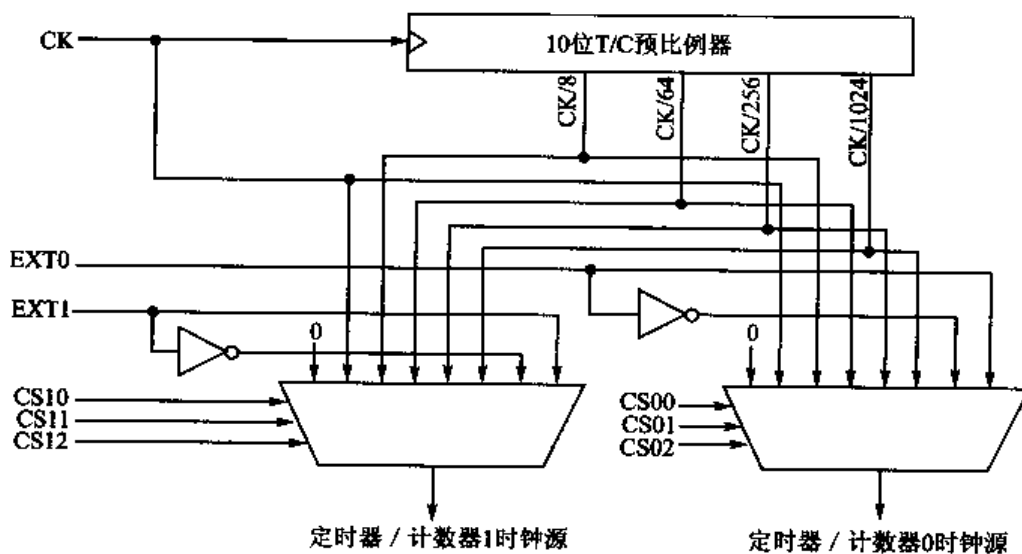 CK
10位T/C预比例器
CK/8
CK/64
CK/256
CK/1024
EXT0
EXT1
0
0
CS10
CS11
CS12
CS00
CS01
CS02
定时器/计数器1时钟源
定时器/计数器0时钟源